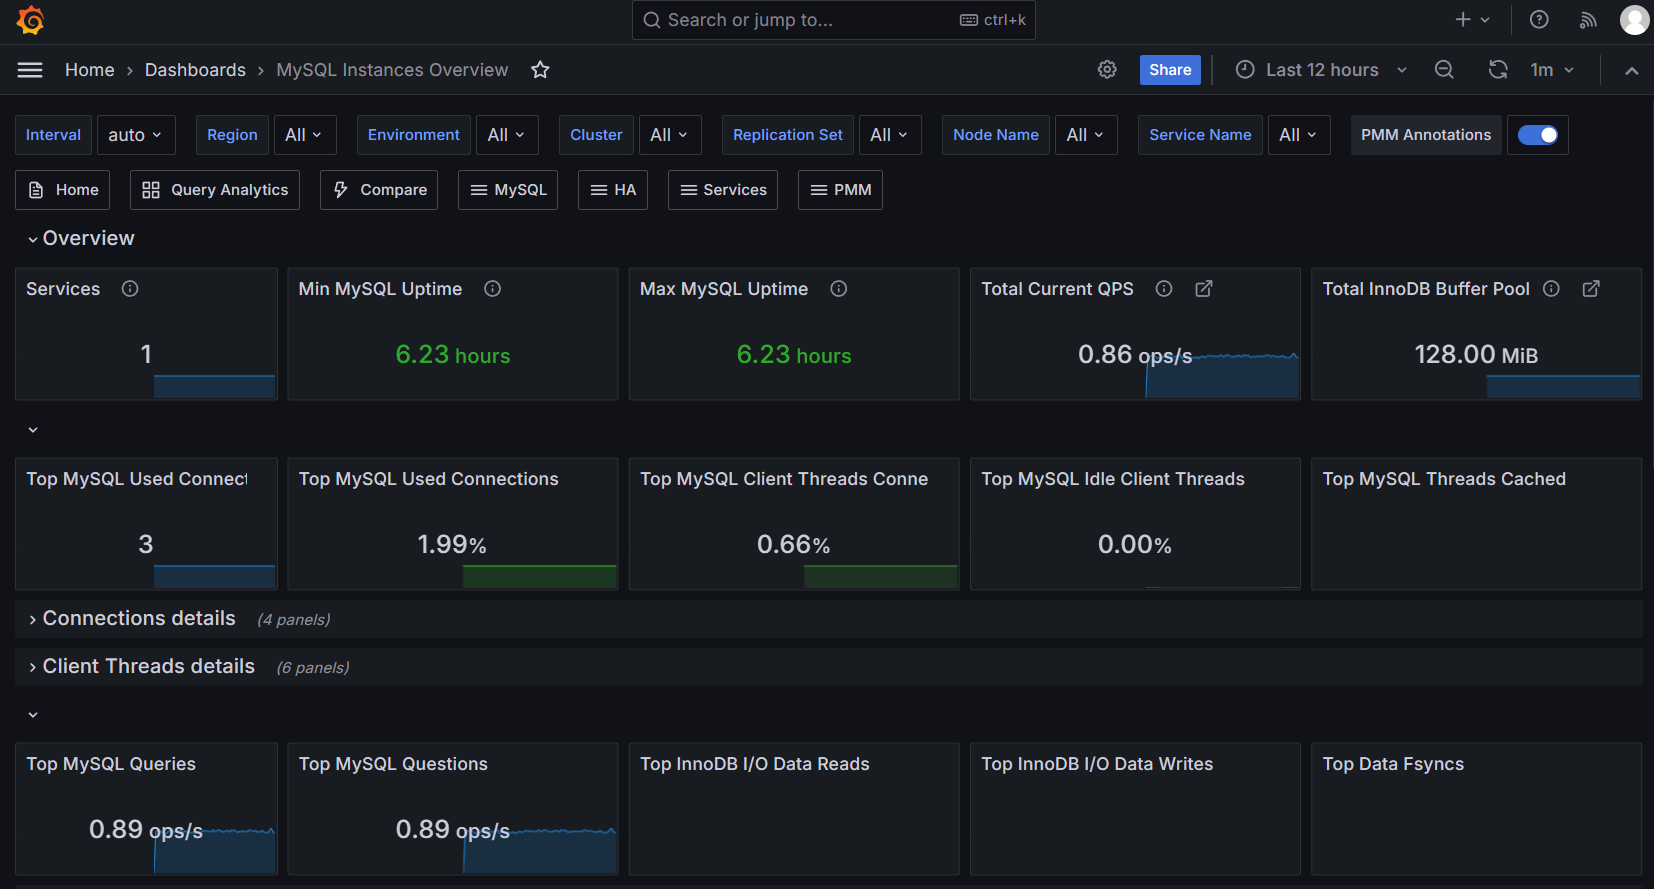 Search or jump to...
ctrl+k
Home
Dashboards
MySQL Instances Overview
Share
Last 12 hours
1m
Interval
auto
Region
All
Environment
All
Cluster
All
Replication Set
All
Node Name
All
Service Name
All
PMM Annotations
Home
Query Analytics
Compare
MySQL
HA
Services
PMM
Overview
Services
1
Min MySQL Uptime
6.23 hours
Max MySQL Uptime
6.23 hours
Total Current QPS
0.86 ops/s
Total InnoDB Buffer Pool
128.00 MiB
Top MySQL Used Connect
3
Top MySQL Used Connections
1.99%
Top MySQL Client Threads Conne
0.66%
Top MySQL Idle Client Threads
0.00%
Top MySQL Threads Cached
Connections details (4 panels)
Client Threads details (6 panels)
Top MySQL Queries
0.89 ops/s
Top MySQL Questions
0.89 ops/s
Top InnoDB I/O Data Reads
Top InnoDB I/O Data Writes
Top Data Fsyncs